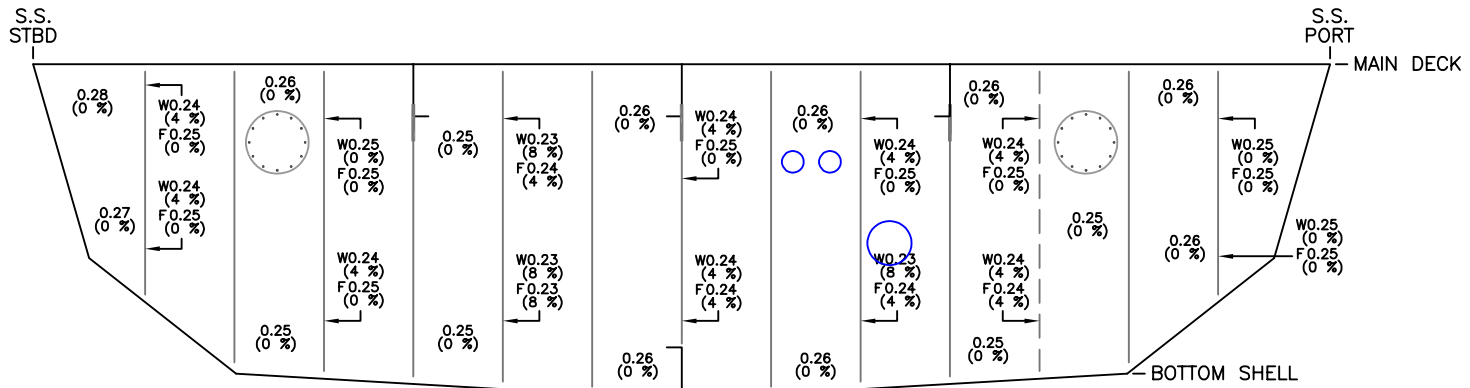 S.S.
STBD
S.S.
PORT
MAIN DECK
0.28
(0 %)
W0.24
(4 %)
F0.25
(0 %)
W0.24
(4 %)
F0.25
(0 %)
0.27
(0 %)
0.26
(0 %)
W0.25
(0 %)
F0.25
(0 %)
W0.24
(4 %)
F0.25
(0 %)
0.25
(0 %)
0.25
(0 %)
W0.23
(8 %)
F0.24
(4 %)
W0.23
(8 %)
F0.23
(8 %)
0.25
(0 %)
0.26
(0 %)
W0.24
(4 %)
F0.25
(0 %)
W0.24
(4 %)
F0.24
(4 %)
0.26
(0 %)
0.26
(0 %)
W0.24
(4 %)
F0.25
(0 %)
W0.23
(8 %)
F0.24
(4 %)
0.26
(0 %)
0.26
(0 %)
W0.24
(4 %)
F0.25
(0 %)
W0.24
(4 %)
F0.24
(4 %)
0.25
(0 %)
0.25
(0 %)
0.26
(0 %)
W0.25
(0 %)
F0.25
(0 %)
0.26
(0 %)
W0.25
(0 %)
F0.25
(0 %)
BOTTOM SHELL